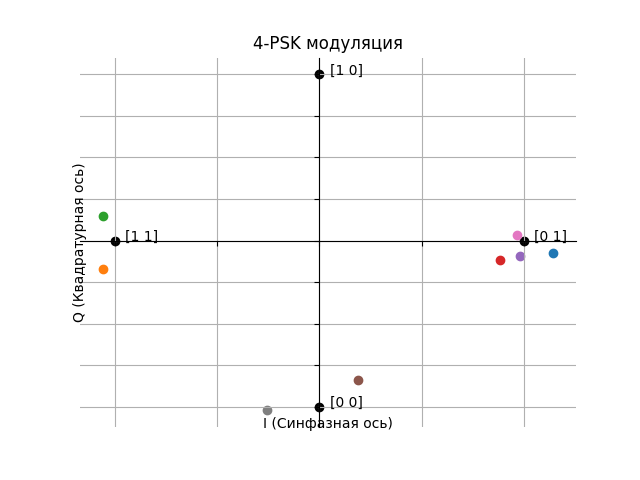 4-PSK модуляция
[1 0]
[1 1]
[0 1]
Q (Квадратурная ось)
[0 0]
I (Синфазная ось)